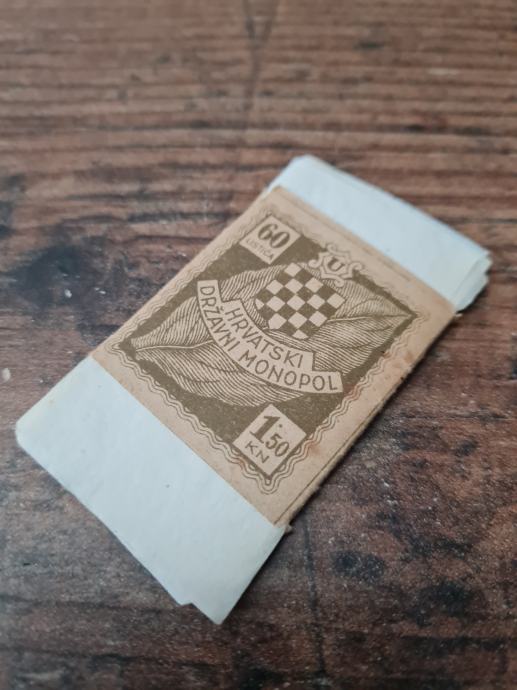 60
LISTIĆA
U
HRVATSKI
DRŽAVNI MONOPOL
1.50
KN